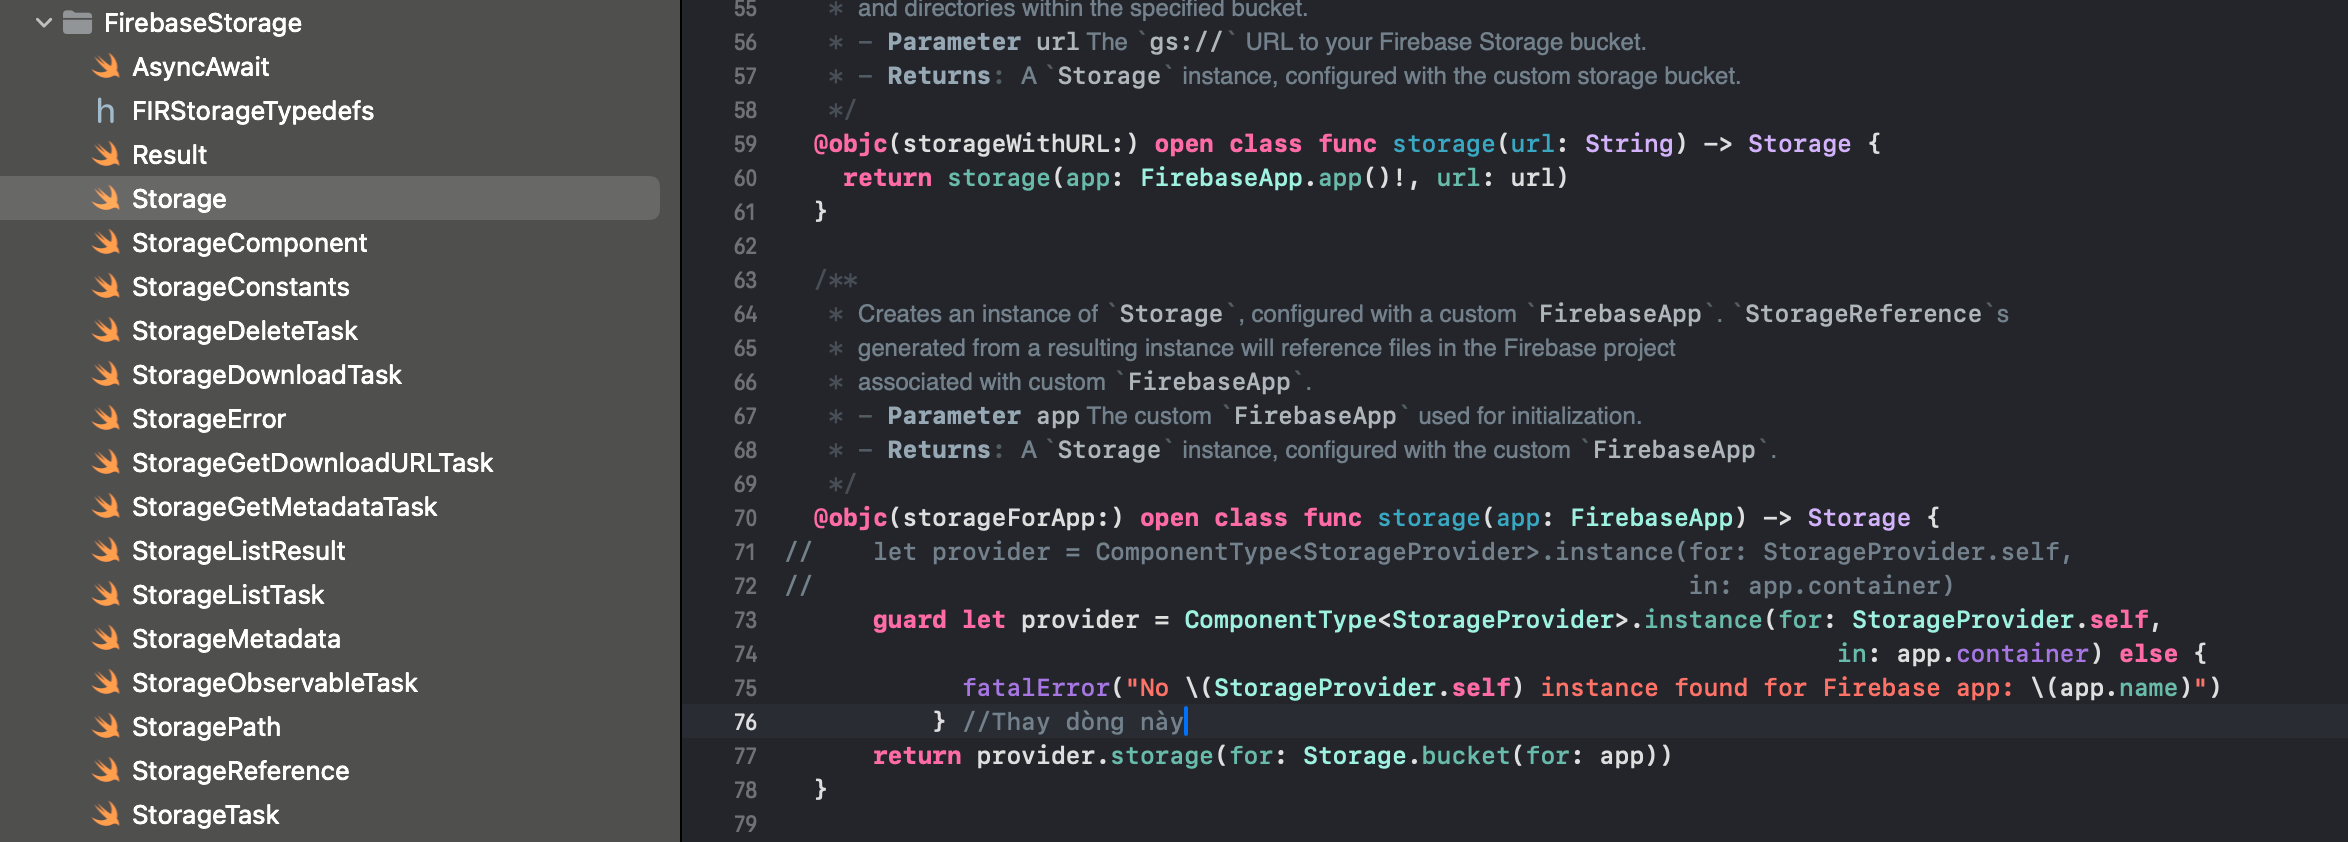 FirebaseStorage
AsyncAwait
h FIRStorageTypedefs
Result
Storage
StorageComponent
StorageConstants
StorageDeleteTask
StorageDownloadTask
StorageError
StorageGetDownloadURLTask
StorageGetMetadataTask
StorageListResult
StorageListTask
StorageMetadata
StorageObservableTask
StoragePath
StorageReference
StorageTask
55 * and directories within the specified bucket.
56 * - Parameter url The `gs://` URL to your Firebase Storage bucket.
57 * - Returns: A `Storage` instance, configured with the custom storage bucket.
58 */
59 @objc(storageWithURL:) open class func storage(url: String) -> Storage {
60 return storage(app: FirebaseApp.app()!, url: url)
61 }
62
63 /**
64 * Creates an instance of `Storage`, configured with a custom `FirebaseApp`. `StorageReference`s
65 * generated from a resulting instance will reference files in the Firebase project
66 * associated with custom `FirebaseApp`.
67 * - Parameter app The custom `FirebaseApp` used for initialization.
68 * - Returns: A `Storage` instance, configured with the custom `FirebaseApp`.
69 */
70 @objc(storageForApp:) open class func storage(app: FirebaseApp) -> Storage {
71 // let provider = ComponentType<StorageProvider>.instance(for: StorageProvider.self,
72 // in: app.container)
73 guard let provider = ComponentType<StorageProvider>.instance(for: StorageProvider.self,
74 in: app.container) else {
75 fatalError("No \(StorageProvider.self) instance found for Firebase app: \(app.name)")
76 } //Thay dòng này
77 return provider.storage(for: Storage.bucket(for: app))
78 }
79